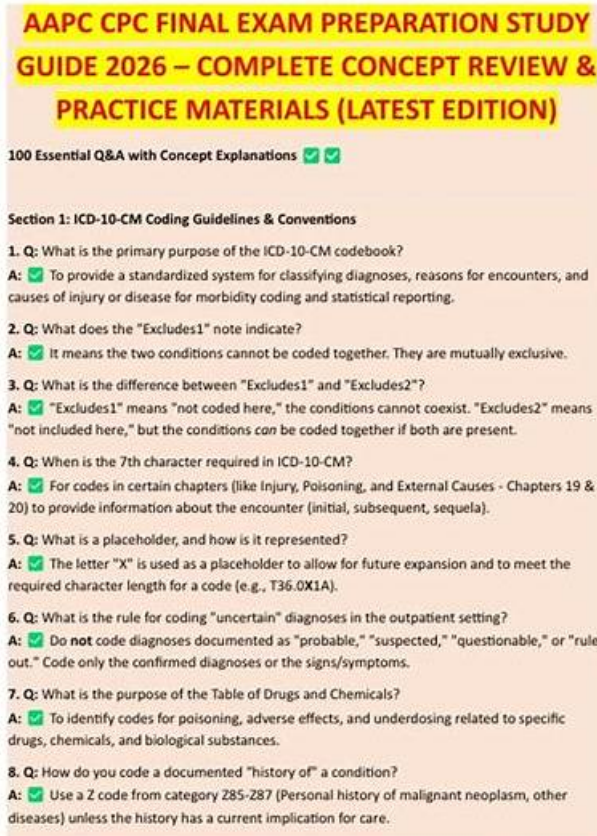 AAPC CPC FINAL EXAM PREPARATION STUDY
GUIDE 2026 – COMPLETE CONCEPT REVIEW &
PRACTICE MATERIALS (LATEST EDITION)
100 Essential Q&A with Concept Explanations ✅ ✅
Section 1: ICD-10-CM Coding Guidelines & Conventions
1. Q: What is the primary purpose of the ICD-10-CM codebook?
A: ✅ To provide a standardized system for classifying diagnoses, reasons for encounters, and
causes of injury or disease for morbidity coding and statistical reporting.
2. Q: What does the "Excludes1" note indicate?
A: ✅ It means the two conditions cannot be coded together. They are mutually exclusive.
3. Q: What is the difference between "Excludes1" and "Excludes2"?
A: ✅ "Excludes1" means "not coded here," the conditions cannot coexist. "Excludes2" means
"not included here," but the conditions can be coded together if both are present.
4. Q: When is the 7th character required in ICD-10-CM?
A: ✅ For codes in certain chapters (like Injury, Poisoning, and External Causes - Chapters 19 &
20) to provide information about the encounter (initial, subsequent, sequela).
5. Q: What is a placeholder, and how is it represented?
A: ✅ The letter "X" is used as a placeholder to allow for future expansion and to meet the
required character length for a code (e.g., T36.0X1A).
6. Q: What is the rule for coding "uncertain" diagnoses in the outpatient setting?
A: ✅ Do not code diagnoses documented as "probable," "suspected," "questionable," or "rule
out." Code only the confirmed diagnoses or the signs/symptoms.
7. Q: What is the purpose of the Table of Drugs and Chemicals?
A: ✅ To identify codes for poisoning, adverse effects, and underdosing related to specific
drugs, chemicals, and biological substances.
8. Q: How do you code a documented "history of" a condition?
A: ✅ Use a Z code from category Z85-Z87 (Personal history of malignant neoplasm, other
diseases) unless the history has a current implication for care.